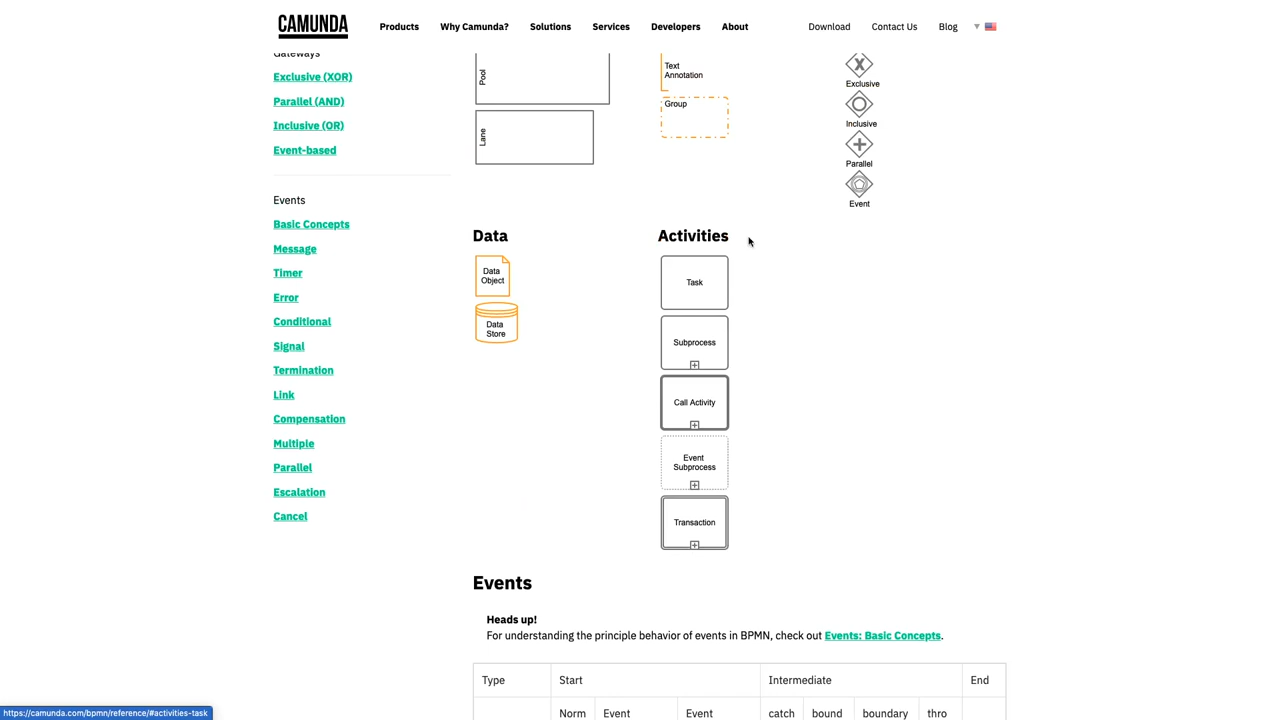 CAMUNDA
Products
Why Camunda?
Solutions
Services
Developers
About
Download
Contact Us
Blog
Gateways
Exclusive (XOR)
Parallel (AND)
Inclusive (OR)
Event-based
Events
Basic Concepts
Message
Timer
Error
Conditional
Signal
Termination
Link
Compensation
Multiple
Parallel
Escalation
Cancel
Pool
Lane
Text
Annotation
Group
Exclusive
Inclusive
Parallel
Event
Data
Data
Object
Data
Store
Activities
Task
Subprocess
Call Activity
Event
Subprocess
Transaction
Events
Heads up!
For understanding the principle behavior of events in BPMN, check out Events: Basic Concepts.
Type Start Intermediate End
Norm Event Event catch bound boundary thro
https://camunda.com/bpmn/reference/#activities-task